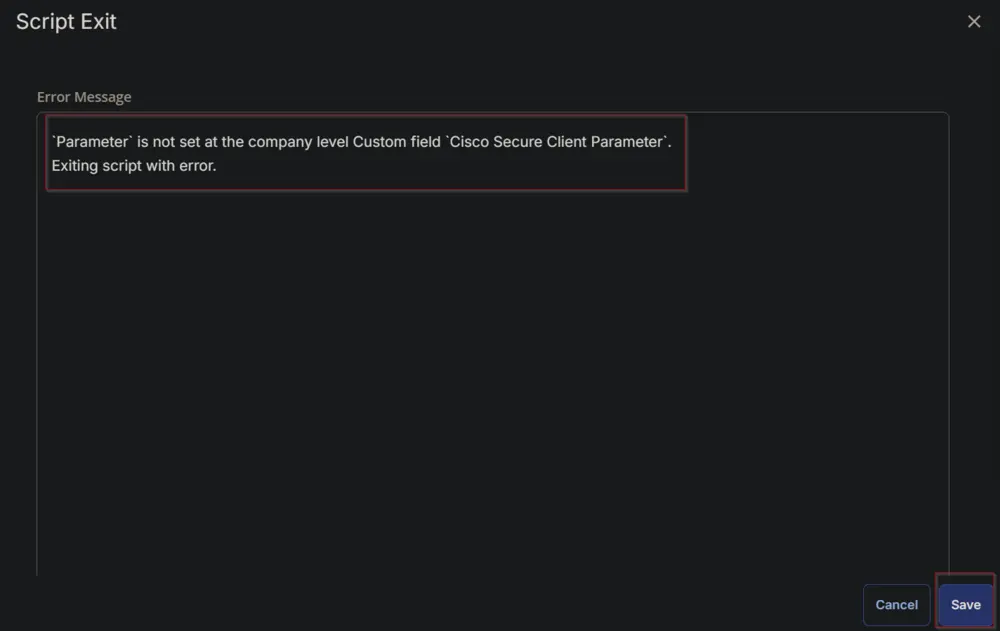 Script Exit
Error Message
`Parameter` is not set at the company level Custom field `Cisco Secure Client Parameter`.
Exiting script with error.
Cancel
Save